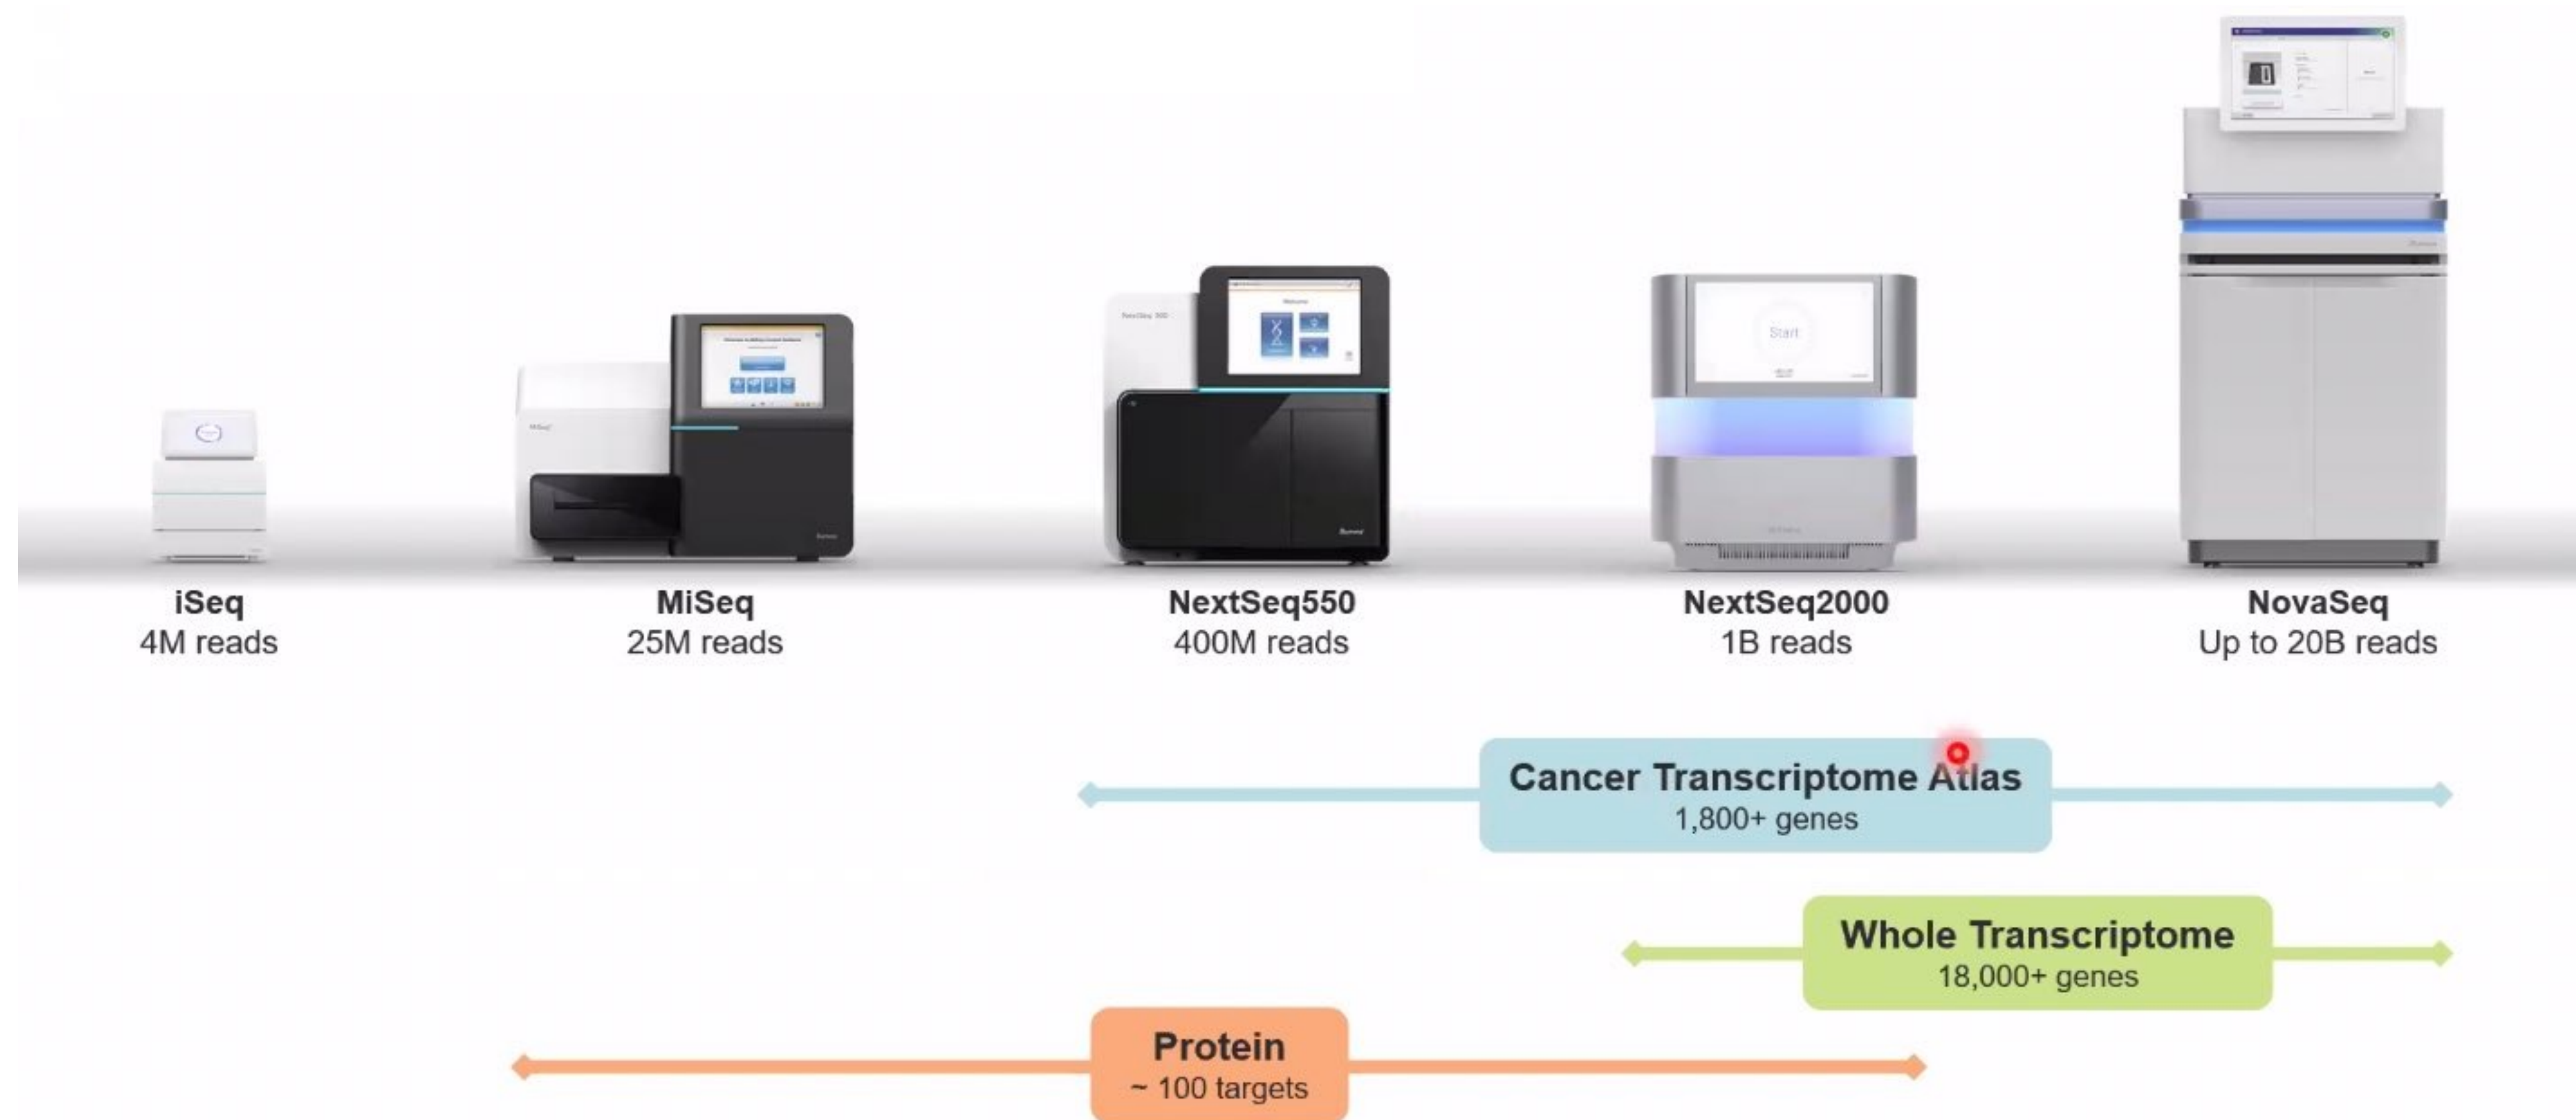 Start
iSeq
4M reads
MiSeq
25M reads
NextSeq550
400M reads
NextSeq2000
1B reads
NovaSeq
Up to 20B reads
Cancer Transcriptome Atlas
1,800+ genes
Whole Transcriptome
18,000+ genes
Protein
~ 100 targets